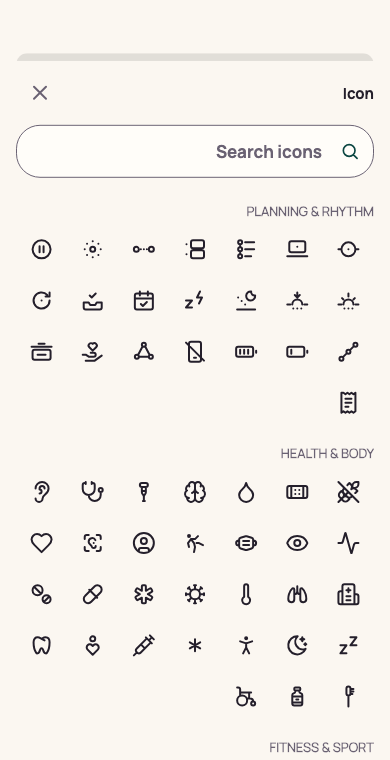 Icon
Search icons
PLANNING & RHYTHM
HEALTH & BODY
FITNESS & SPORT